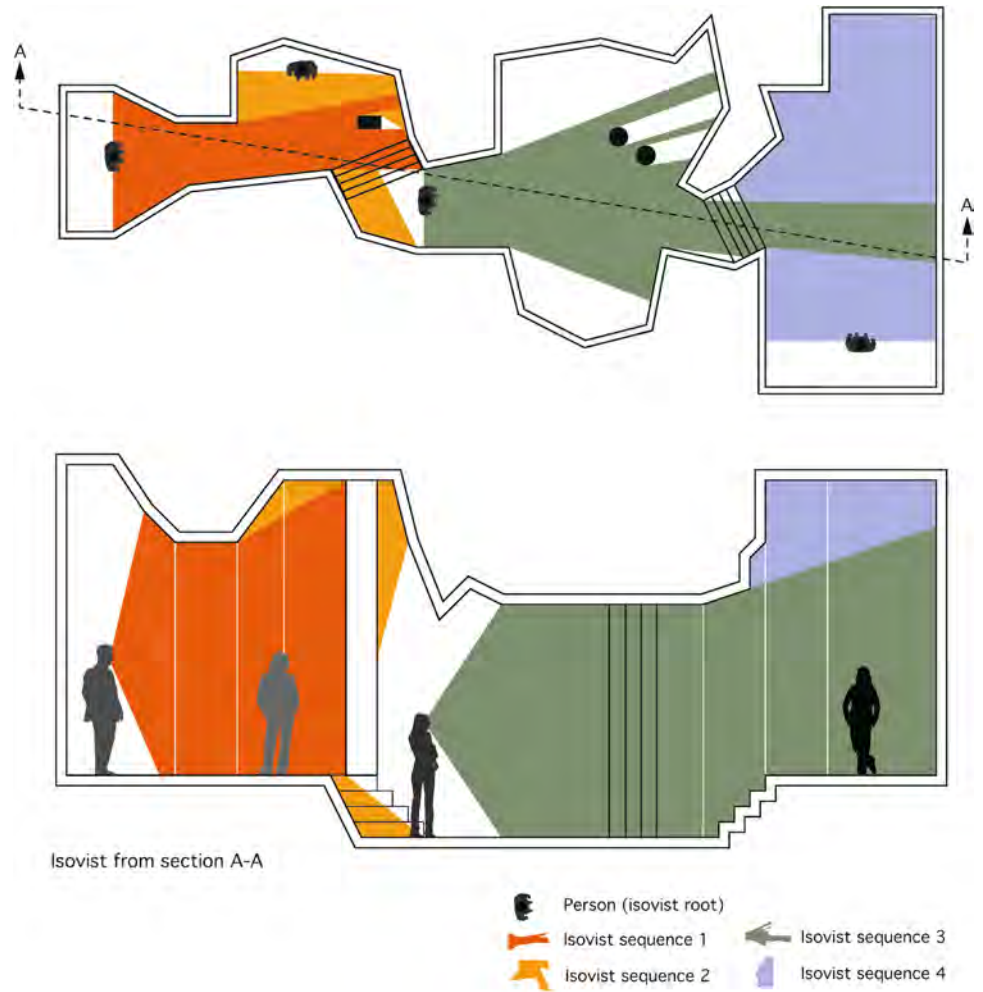 A
A
Isovist from section A-A
Person (isovist root)
Isovist sequence 1
Isovist sequence 3
Isovist sequence 2
Isovist sequence 4